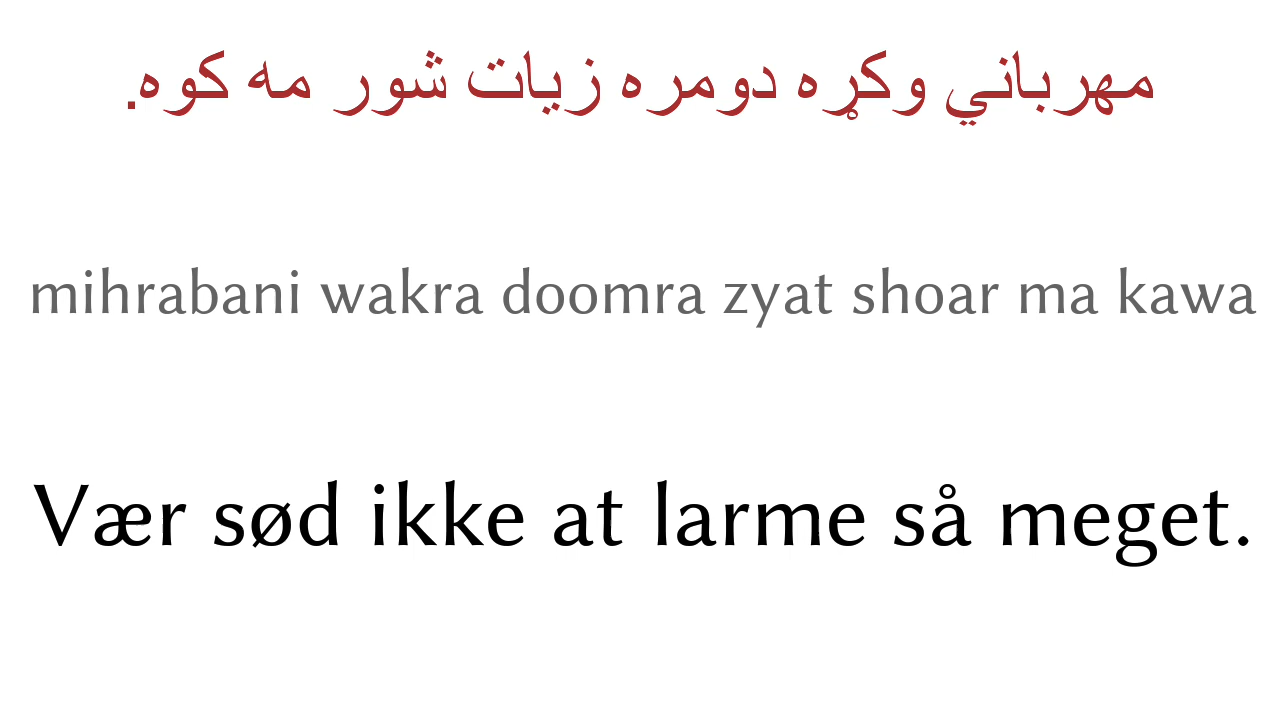 مهرباني وکړه دومره زیات شور مه کوه.
mihrabani wakra doomra zyat shoar ma kawa
Vær sød ikke at larme så meget.